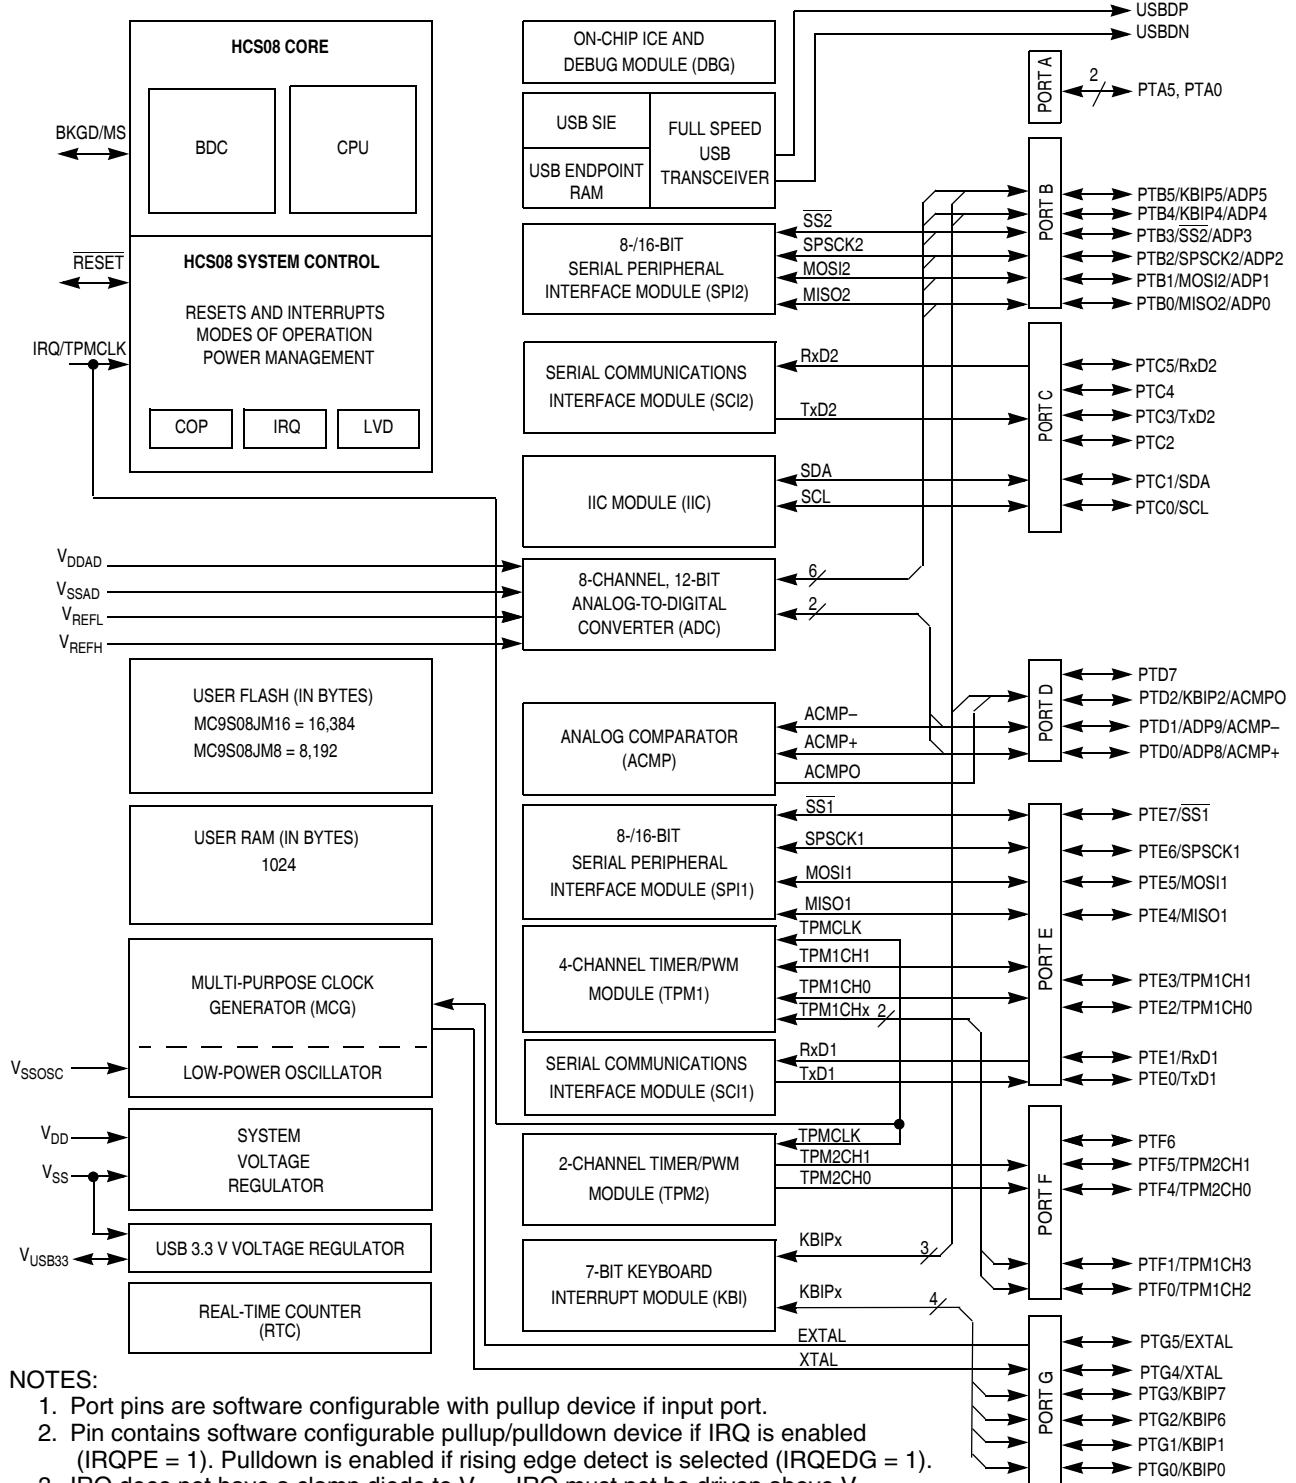 HCS08 CORE
BDC
CPU
BKGD/MS
RESET
HCS08 SYSTEM CONTROL
RESETS AND INTERRUPTS
MODES OF OPERATION
POWER MANAGEMENT
IRQ/TPMCLK
COP
IRQ
LVD
VDDAD
VSSAD
VREFL
VREFH
USER FLASH (IN BYTES)
MC9S08JM16 = 16,384
MC9S08JM8 = 8,192
USER RAM (IN BYTES)
1024
MULTI-PURPOSE CLOCK
GENERATOR (MCG)
LOW-POWER OSCILLATOR
VSSOSC
VDD
VSS
SYSTEM
VOLTAGE
REGULATOR
USB 3.3 V VOLTAGE REGULATOR
VUSB33
REAL-TIME COUNTER
(RTC)
ON-CHIP ICE AND
DEBUG MODULE (DBG)
USB SIE
USB ENDPOINT
RAM
FULL SPEED
USB
TRANSCEIVER
8-/16-BIT
SERIAL PERIPHERAL
INTERFACE MODULE (SPI2)
SS2
SPSCK2
MOSI2
MISO2
SERIAL COMMUNICATIONS
INTERFACE MODULE (SCI2)
RxD2
TxD2
IIC MODULE (IIC)
SDA
SCL
8-CHANNEL, 12-BIT
ANALOG-TO-DIGITAL
CONVERTER (ADC)
6
2
ANALOG COMPARATOR
(ACMP)
ACMP–
ACMP+
ACMPO
8-/16-BIT
SERIAL PERIPHERAL
INTERFACE MODULE (SPI1)
SS1
SPSCK1
MOSI1
MISO1
4-CHANNEL TIMER/PWM
MODULE (TPM1)
TPMCLK
TPM1CH1
TPM1CH0
TPM1CHx 2
SERIAL COMMUNICATIONS
INTERFACE MODULE (SCI1)
RxD1
TxD1
2-CHANNEL TIMER/PWM
MODULE (TPM2)
TPMCLK
TPM2CH1
TPM2CH0
7-BIT KEYBOARD
INTERRUPT MODULE (KBI)
KBIPx
3
KBIPx
4
EXTAL
XTAL
USBDP
USBDN
PORT A
2
PTA5, PTA0
PORT B
PTB5/KBIP5/ADP5
PTB4/KBIP4/ADP4
PTB3/SS2/ADP3
PTB2/SPSCK2/ADP2
PTB1/MOSI2/ADP1
PTB0/MISO2/ADP0
PORT C
PTC5/RxD2
PTC4
PTC3/TxD2
PTC2
PTC1/SDA
PTC0/SCL
PORT D
PTD7
PTD2/KBIP2/ACMPO
PTD1/ADP9/ACMP–
PTD0/ADP8/ACMP+
PORT E
PTE7/SS1
PTE6/SPSCK1
PTE5/MOSI1
PTE4/MISO1
PTE3/TPM1CH1
PTE2/TPM1CH0
PTE1/RxD1
PTE0/TxD1
PORT F
PTF6
PTF5/TPM2CH1
PTF4/TPM2CH0
PTF1/TPM1CH3
PTF0/TPM1CH2
PORT G
PTG5/EXTAL
PTG4/XTAL
PTG3/KBIP7
PTG2/KBIP6
PTG1/KBIP1
PTG0/KBIP0
NOTES:
1. Port pins are software configurable with pullup device if input port.
2. Pin contains software configurable pullup/pulldown device if IRQ is enabled
(IRQPE = 1). Pulldown is enabled if rising edge detect is selected (IRQEDG = 1).
3. IRQ does not have a clamp diode to V IRQ must not be driven above V